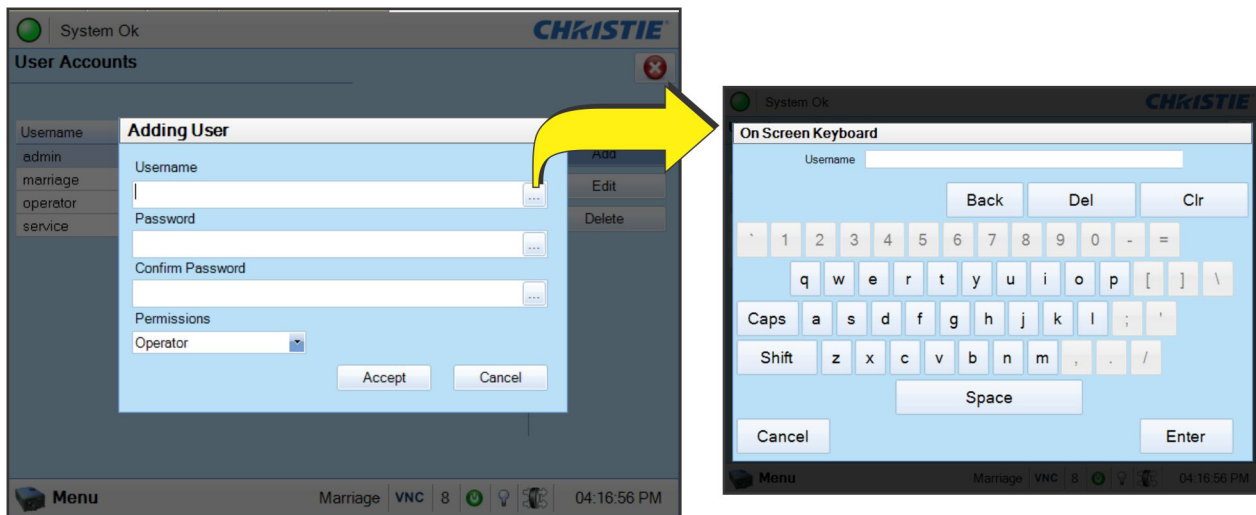 System Ok
CHRISTIE
User Accounts
Username
admin
marriage
operator
service
Add
Edit
Delete
Adding User
Username
...
Password
...
Confirm Password
...
Permissions
Operator
Accept Cancel
Menu Marriage VNC 8 04:16:56 PM
System Ok
CHRISTIE
On Screen Keyboard
Username
Back Del Clr
` 1 2 3 4 5 6 7 8 9 0 - =
q w e r t y u i o p [ ] \
Caps a s d f g h j k l ; '
Shift z x c v b n m , . /
Space
Cancel Enter
Menu Marriage VNC 8 04:16:56 PM